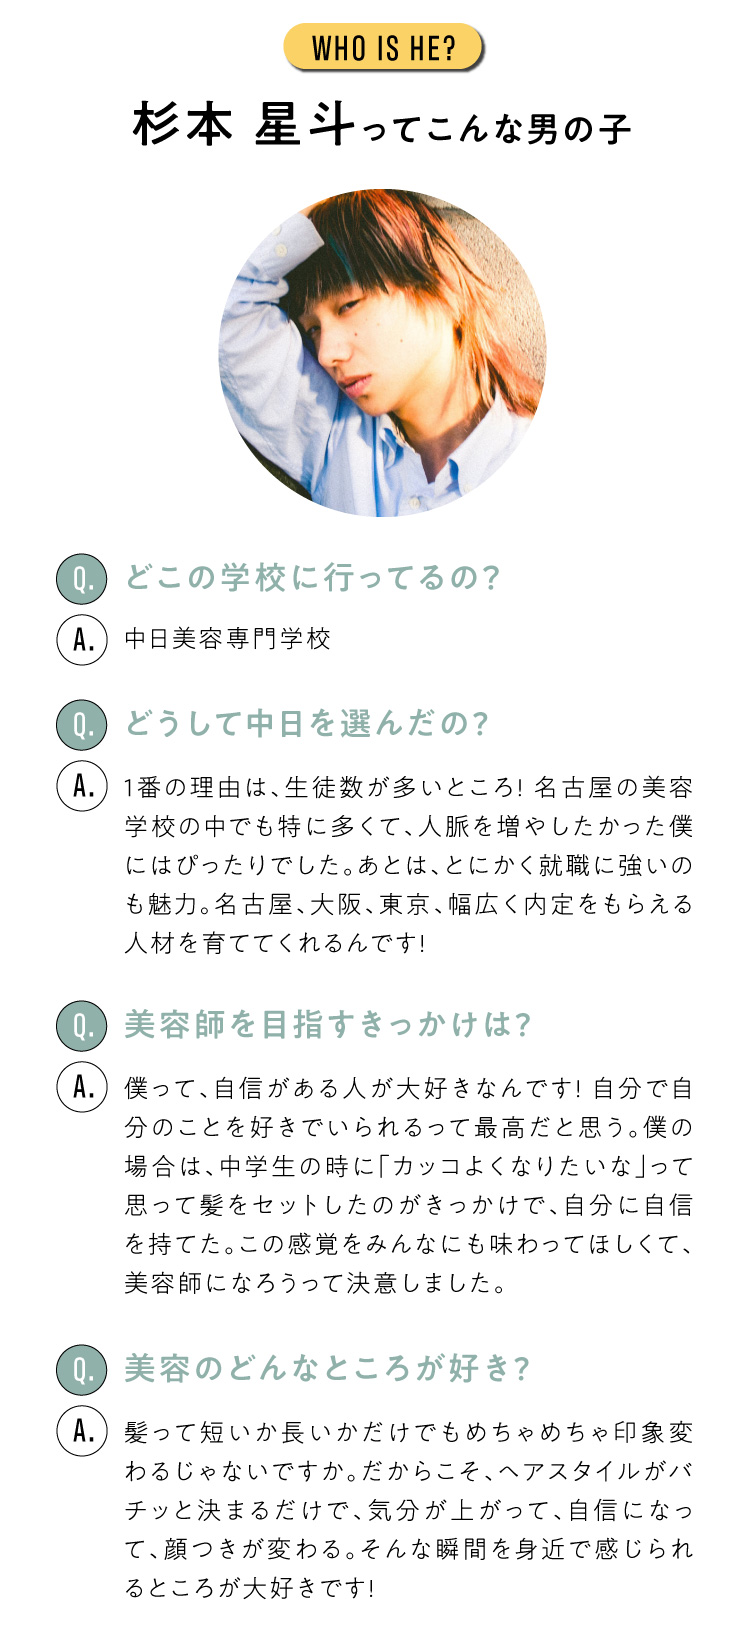 WHO IS HE?
杉本 星斗ってこんな男の子
Q. どこの学校に行ってるの?
A. 中日美容専門学校
Q. どうして中日を選んだの?
A. 1番の理由は、生徒数が多いところ! 名古屋の美容
学校の中でも特に多くて、人脈を増やしたかった僕
にはぴったりでした。あとは、とにかく就職に強いの
も魅力。名古屋、大阪、東京、幅広く内定をもらえる
人材を育ててくれるんです!
Q. 美容師を目指すきっかけは?
A. 僕って、自信がある人が大好きなんです! 自分で自
分のことを好きでいられるって最高だと思う。僕の
場合は、中学生の時に「カッコよくなりたいな」って
思って髪をセットしたのがきっかけで、自分に自信
を持てた。この感覚をみんなにも味わってほしくて、
美容師になろうって決意しました。
Q. 美容のどんなところが好き?
A. 髪って短いか長いかだけでもめちゃめちゃ印象変
わるじゃないですか。だからこそ、ヘアスタイルがバ
チッと決まるだけで、気分が上がって、自信になっ
て、顔つきが変わる。そんな瞬間を身近で感じられ
るところが大好きです!